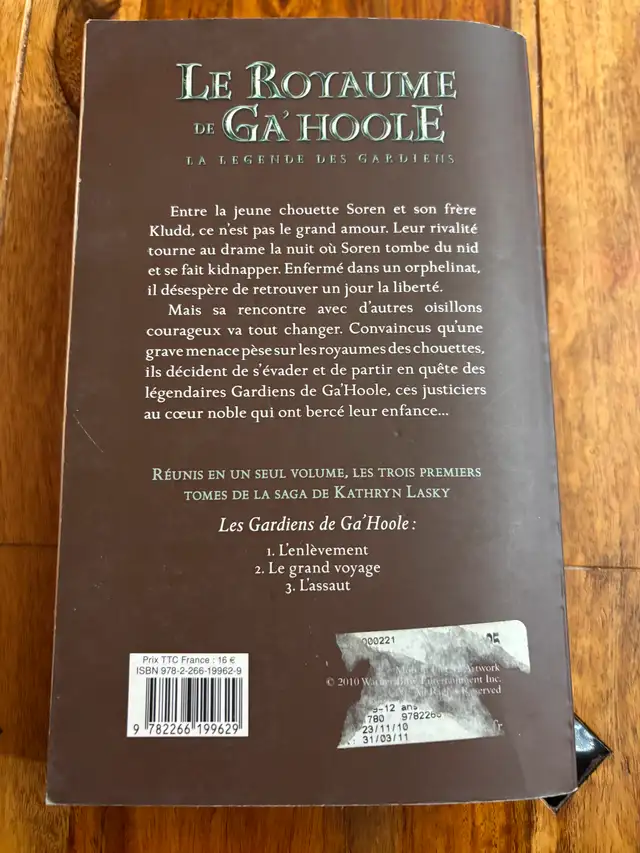 LE ROYAUME
DE GA'HOOLE
LA LEGENDE DES GARDIENS
Entre la jeune chouette Soren et son frère
Kludd, ce n'est pas le grand amour. Leur rivalité
tourne au drame la nuit où Soren tombe du nid
et se fait kidnapper. Enfermé dans un orphelinat,
il désespère de retrouver un jour la liberté.
Mais sa rencontre avec d'autres oisillons
courageux va tout changer. Convaincus qu'une
grave menace pèse sur les royaumes des chouettes,
ils décident de s'évader et de partir en quête des
légendaires Gardiens de Ga'Hoole, ces justiciers
au cœur noble qui ont bercé leur enfance...
RÉUNIS EN UN SEUL VOLUME, LES TROIS PREMIERS
TOMES DE LA SAGA DE KATHRYN LASKY
Les Gardiens de Ga'Hoole :
1. L'enlèvement
2. Le grand voyage
3. L'assaut
Prix TTC France : 16 €
ISBN 978-2-266-19962-9
9 782266 199629
000221
Artwork
© 2010 Warner Bros. Entertainment Inc.
All Rights Reserved
-12 ans
1780 9782266
23/11/10
31/03/11
.fr